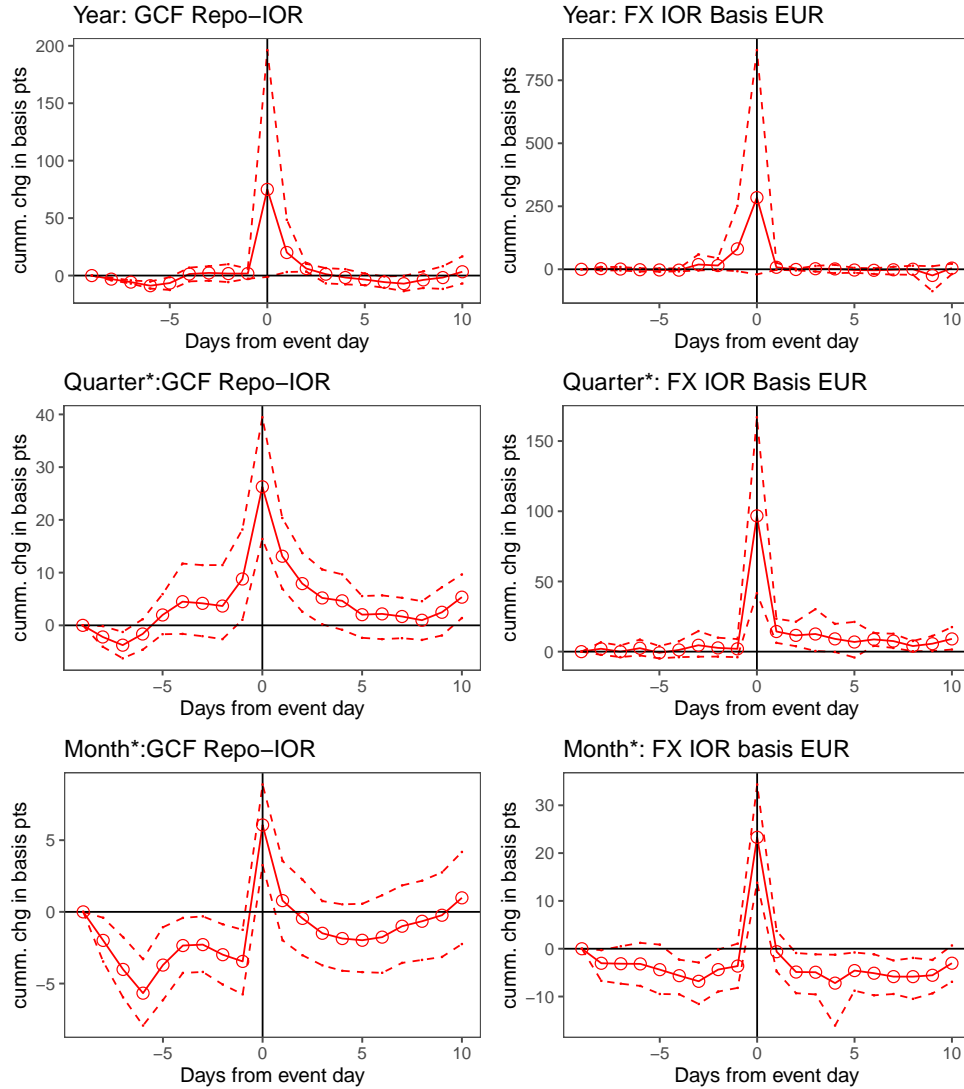 Year: GCF Repo−IOR
cumm. chg in basis pts
200
150
100
50
0
−5
0
5
10
Days from event day
Year: FX IOR Basis EUR
cumm. chg in basis pts
750
500
250
0
−5
0
5
10
Days from event day
Quarter*:GCF Repo−IOR
cumm. chg in basis pts
40
30
20
10
0
−5
0
5
10
Days from event day
Quarter*: FX IOR Basis EUR
cumm. chg in basis pts
150
100
50
0
−5
0
5
10
Days from event day
Month*:GCF Repo−IOR
cumm. chg in basis pts
5
0
−5
−5
0
5
10
Days from event day
Month*: FX IOR basis EUR
cumm. chg in basis pts
30
20
10
0
−10
−5
0
5
10
Days from event day